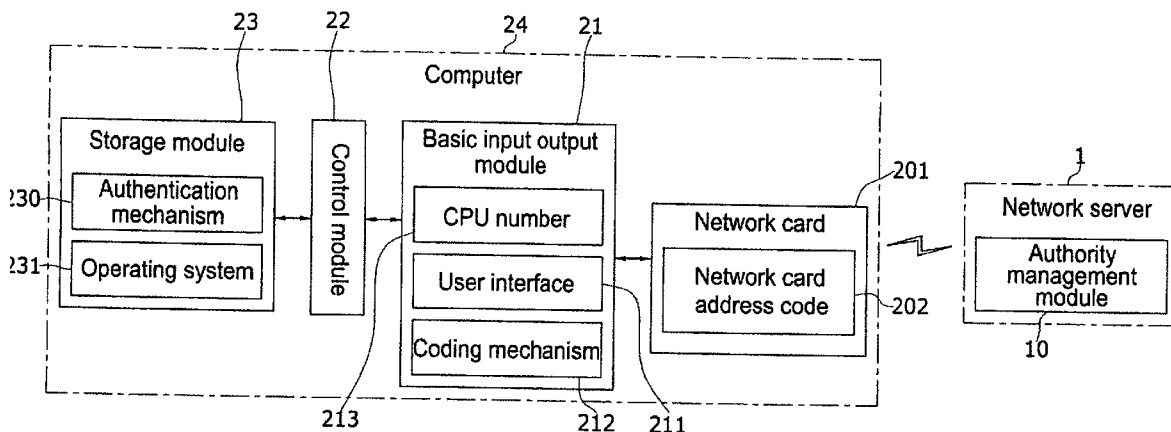 23
22
24
21
Computer
Storage module
Authentication
mechanism
Operating system
230
231
Control module
Basic input output
module
CPU number
User interface
Coding mechanism
213
212
211
201
Network card
Network card
address code
202
1
Network server
Authority
management
module
10